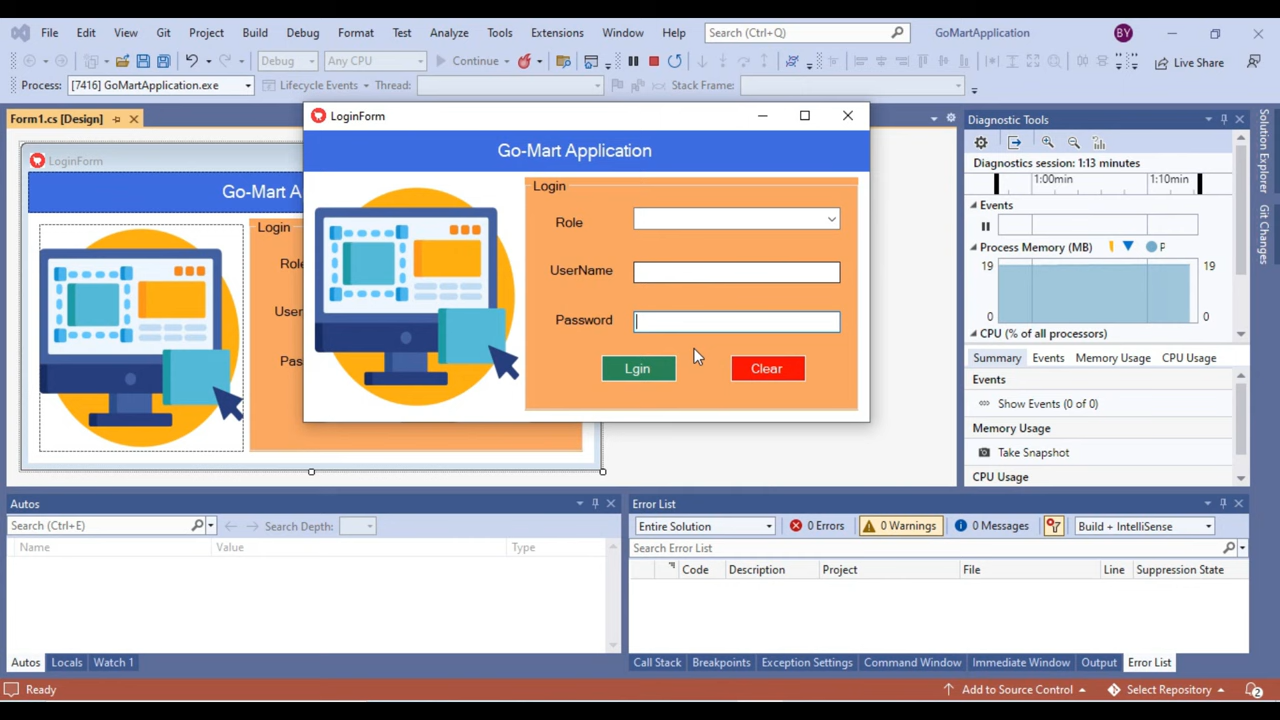 File Edit View Git Project Build Debug Format Test Analyze Tools Extensions Window Help Search (Ctrl+Q) GoMartApplication BY
Debug Any CPU Continue Live Share
Process: [7416] GoMartApplication.exe Lifecycle Events Thread: Stack Frame:
Form1.cs [Design]
LoginForm
Go-Mart A
Login
Role
User
Pas
LoginForm
Go-Mart Application
Login
Role
UserName
Password
Lgin Clear
Diagnostic Tools
Diagnostics session: 1:13 minutes
1:00min 1:10min
Events
Process Memory (MB) P
19 19
0 0
CPU (% of all processors)
Summary Events Memory Usage CPU Usage
Events
Show Events (0 of 0)
Memory Usage
Take Snapshot
CPU Usage
Solution Explorer
Git Changes
Autos
Search (Ctrl+E) Search Depth:
Name Value Type
Autos Locals Watch 1
Error List
Entire Solution 0 Errors 0 Warnings 0 Messages Build + IntelliSense
Search Error List
Code Description Project File Line Suppression State
Call Stack Breakpoints Exception Settings Command Window Immediate Window Output Error List
Ready Add to Source Control Select Repository 2